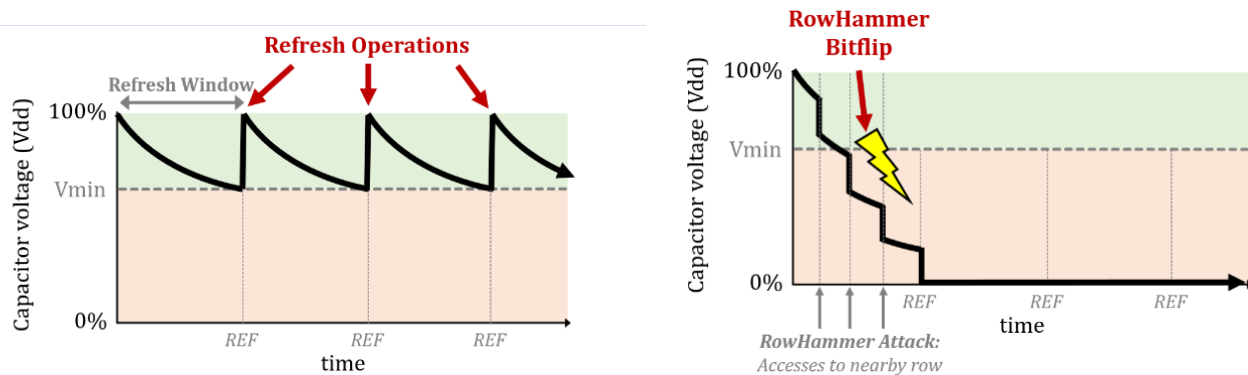 Refresh Operations
Refresh Window
Capacitor voltage (Vdd)
100%
Vmin
0%
REF
REF
REF
time
RowHammer
Bitflip
Capacitor voltage (Vdd)
100%
Vmin
0%
REF
REF
REF
time
RowHammer Attack:
Accesses to nearby row